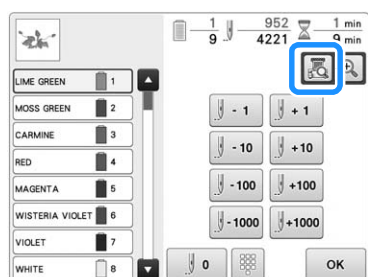 1 952 1 min
9 4221 9 min
LIME GREEN 1
MOSS GREEN 2
CARMINE 3
RED 4
MAGENTA 5
WISTERIA VIOLET 6
VIOLET 7
WHITE 8
- 1 + 1
- 10 + 10
- 100 +100
- 1000 +1000
0 OK